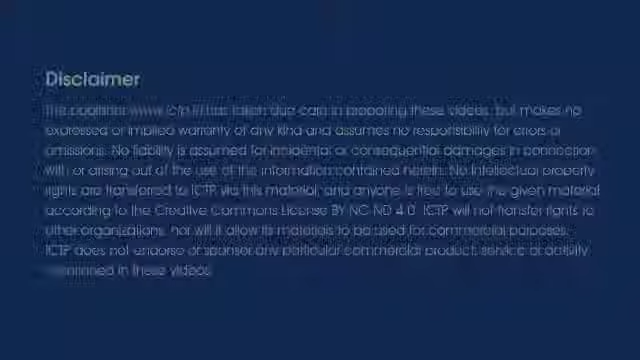 Disclaimer
The publisher www.ictp.it has taken due care in preparing these videos, but makes no
expressed or implied warranty of any kind and assumes no responsibility for errors or
omissions. No liability is assumed for incidental or consequential damages in connection
with or arising out of the use of the information contained herein. No intellectual property
rights are transferred to ICTP via this material, and anyone is free to use the given material
according to the Creative Commons License BY-NC-ND 4.0. ICTP will not transfer rights to
other organizations, nor will it allow its materials to be used for commercial purposes.
ICTP does not endorse or sponsor any particular commercial product, service or activity
mentioned in these videos.